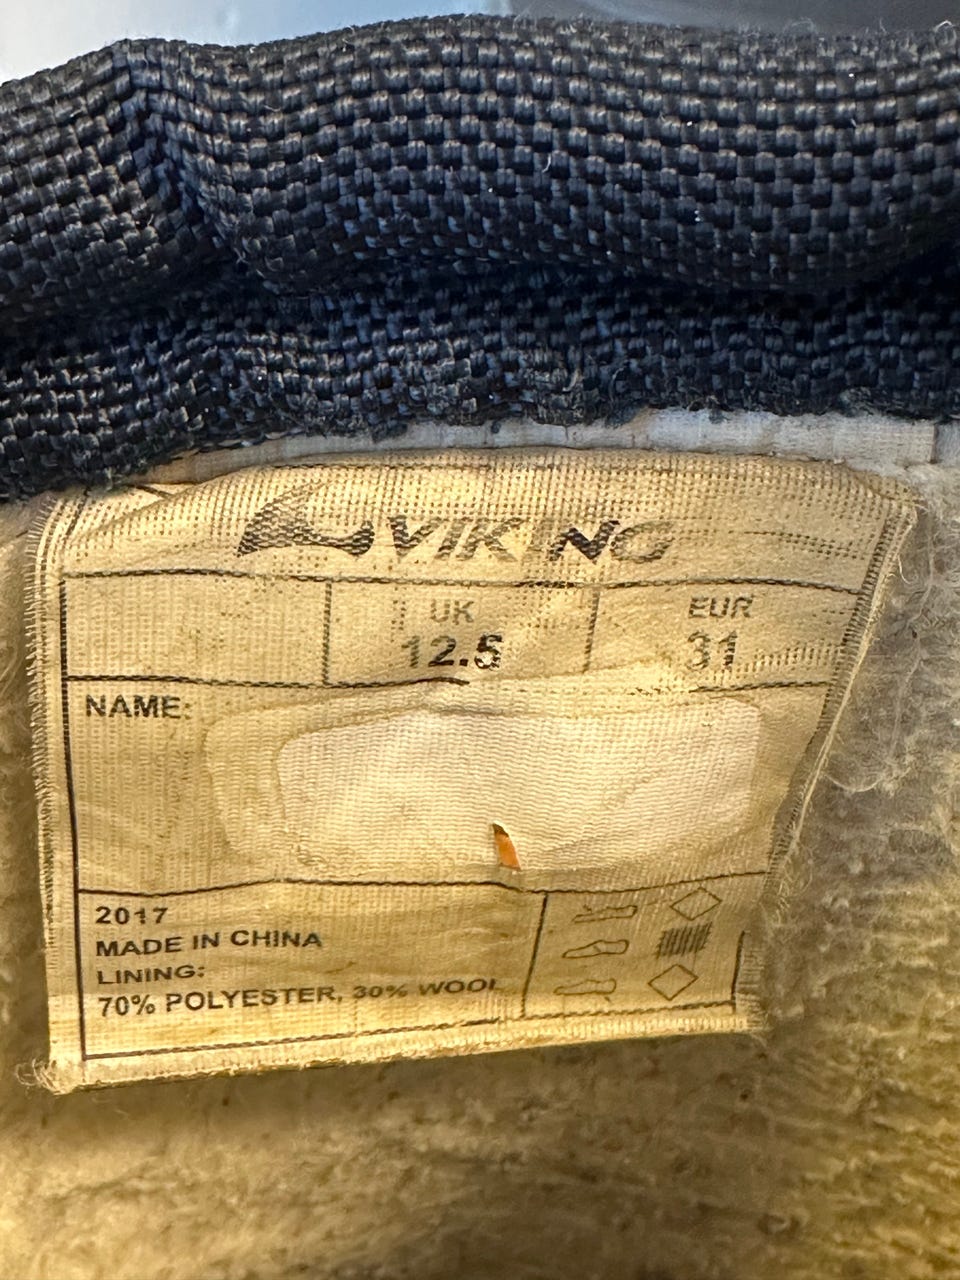 VIKING
UK EUR
12.5 31
NAME:
2017
MADE IN CHINA
LINING:
70% POLYESTER, 30% WOOL